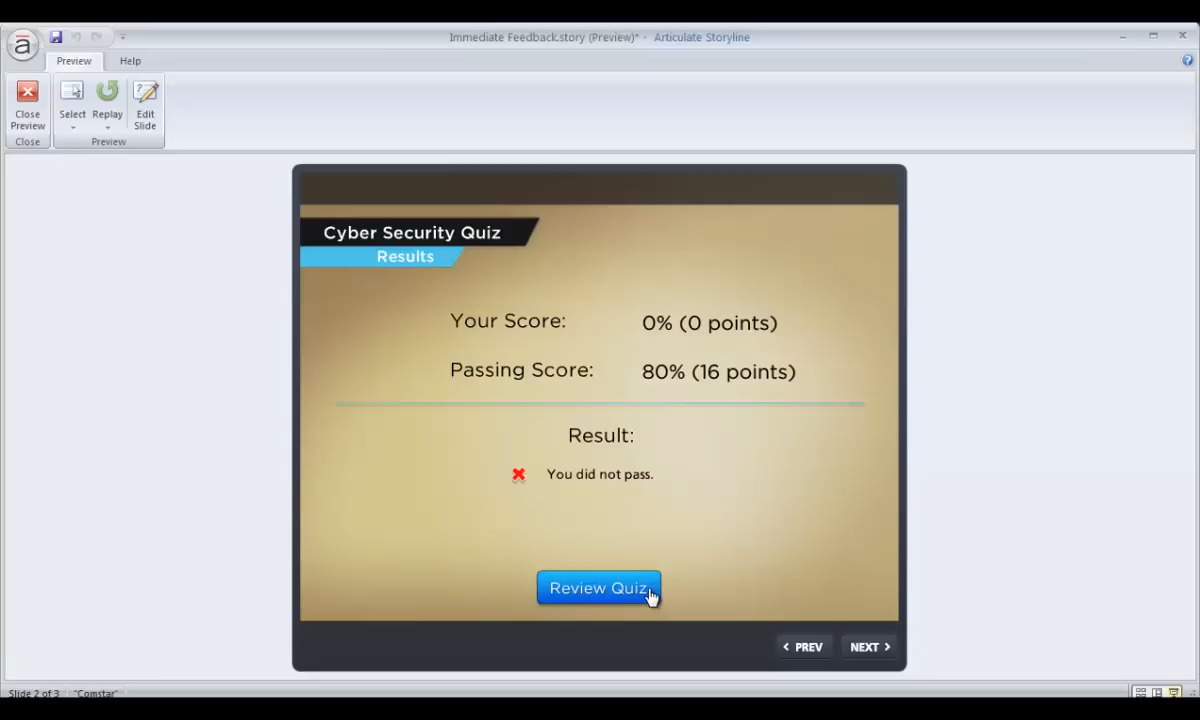 Immediate Feedback.story (Preview)* - Articulate Storyline
Preview Help
Close Preview
Select
Replay
Edit Slide
Close
Preview
Cyber Security Quiz
Results
Your Score: 0% (0 points)
Passing Score: 80% (16 points)
Result:
You did not pass.
Review Quiz
PREV NEXT
Slide 2 of 3 "Comstar"